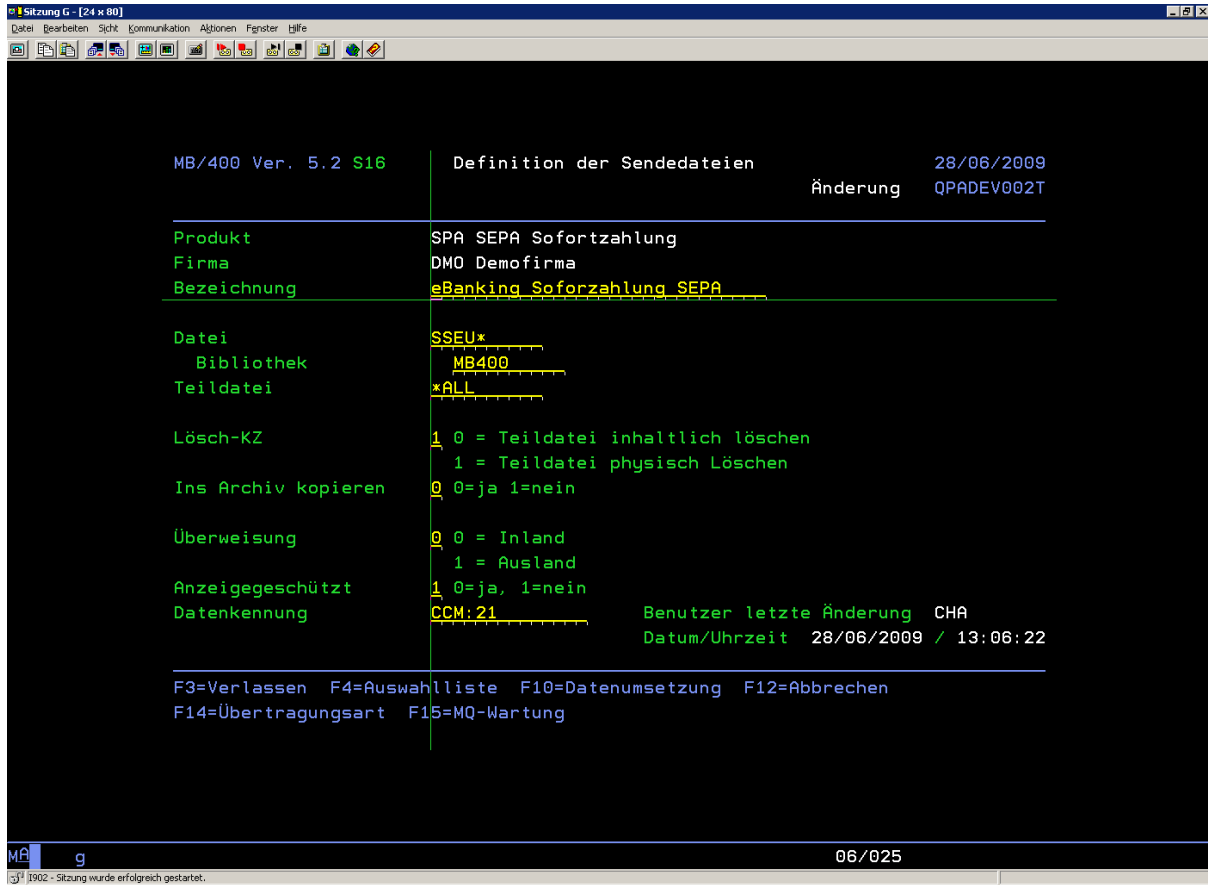 Sitzung G - [24 x 80]
Datei Bearbeiten Sicht Kommunikation Aktionen Fenster Hilfe
MB/400 Ver. 5.2 S16 Definition der Sendedateien 28/06/2009
Änderung QPADEV002T
Produkt SPA SEPA Sofortzahlung
Firma DMO Demofirma
Bezeichnung eBanking Soforzahlung SEPA
Datei SSEU*
Bibliothek MB400
Teildatei *ALL
Lösch-KZ 1 0 = Teildatei inhaltlich löschen
1 = Teildatei physisch Löschen
Ins Archiv kopieren 0 0=ja 1=nein
Überweisung 0 0 = Inland
1 = Ausland
Anzeigegeschützt 1 0=ja, 1=nein
Datenkennung CCM:21 Benutzer letzte Änderung CHA
Datum/Uhrzeit 28/06/2009 / 13:06:22
F3=Verlassen F4=Auswahlliste F10=Datenumsetzung F12=Abbrechen
F14=Übertragungsart F15=MQ-Wartung
MA g 06/025
I902 - Sitzung wurde erfolgreich gestartet.